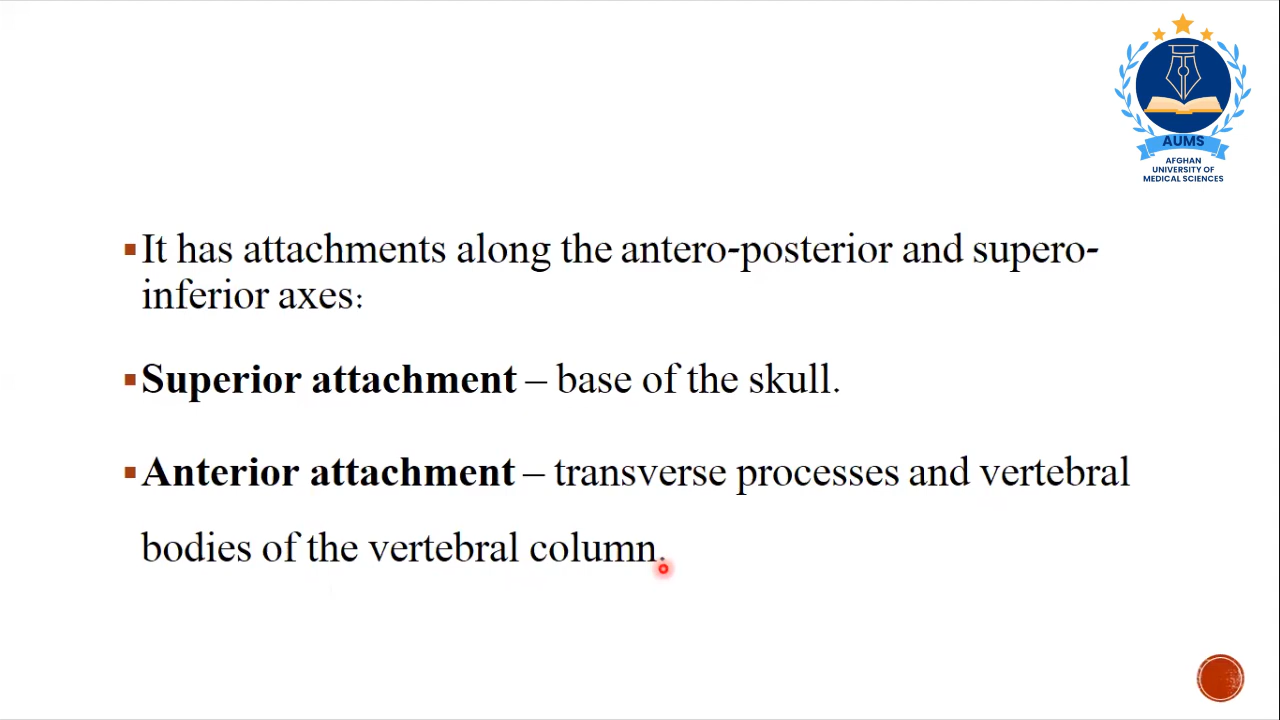 AUMS
AFGHAN
UNIVERSITY OF
MEDICAL SCIENCES
It has attachments along the antero-posterior and supero-
inferior axes:
Superior attachment – base of the skull.
Anterior attachment – transverse processes and vertebral
bodies of the vertebral column.